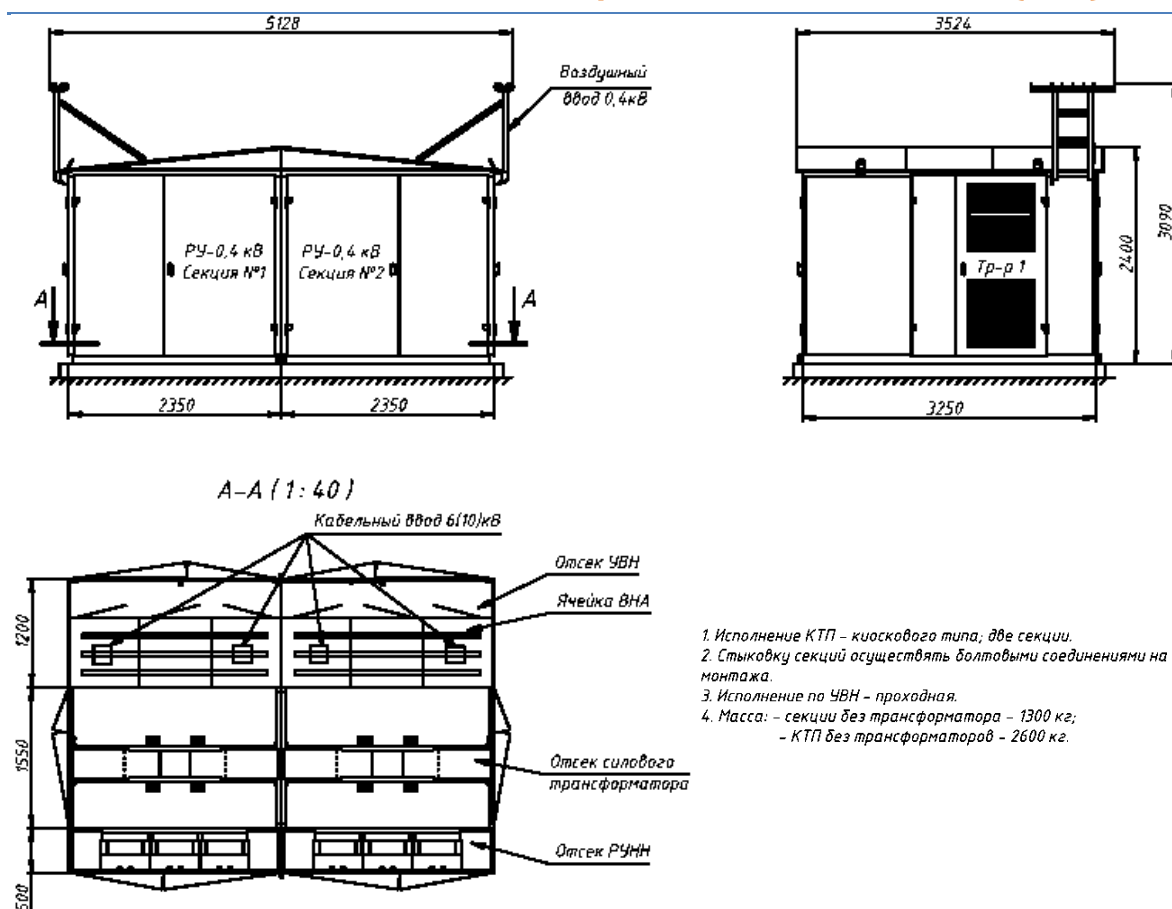 5128
3524
Воздушный
ввод 0,4кВ
РУ-0,4 кВ
Секция №1
РУ-0,4 кВ
Секция №2
Тр-р 1
2400
3090
А
А
2350
2350
3250
А-А (1:40)
Кабельный ввод 6(10)кВ
Отсек УВН
Ячейка ВНА
1200
1550
Отсек силового
трансформатора
Отсек РУНН
500
1. Исполнение КТП - киоскового типа; две секции.
2. Стыковку секций осуществять болтовыми соединениями на
монтажа.
3. Исполнение по УВН - проходная.
4. Масса: - секции без трансформатора - 1300 кг;
- КТП без трансформаторов - 2600 кг.